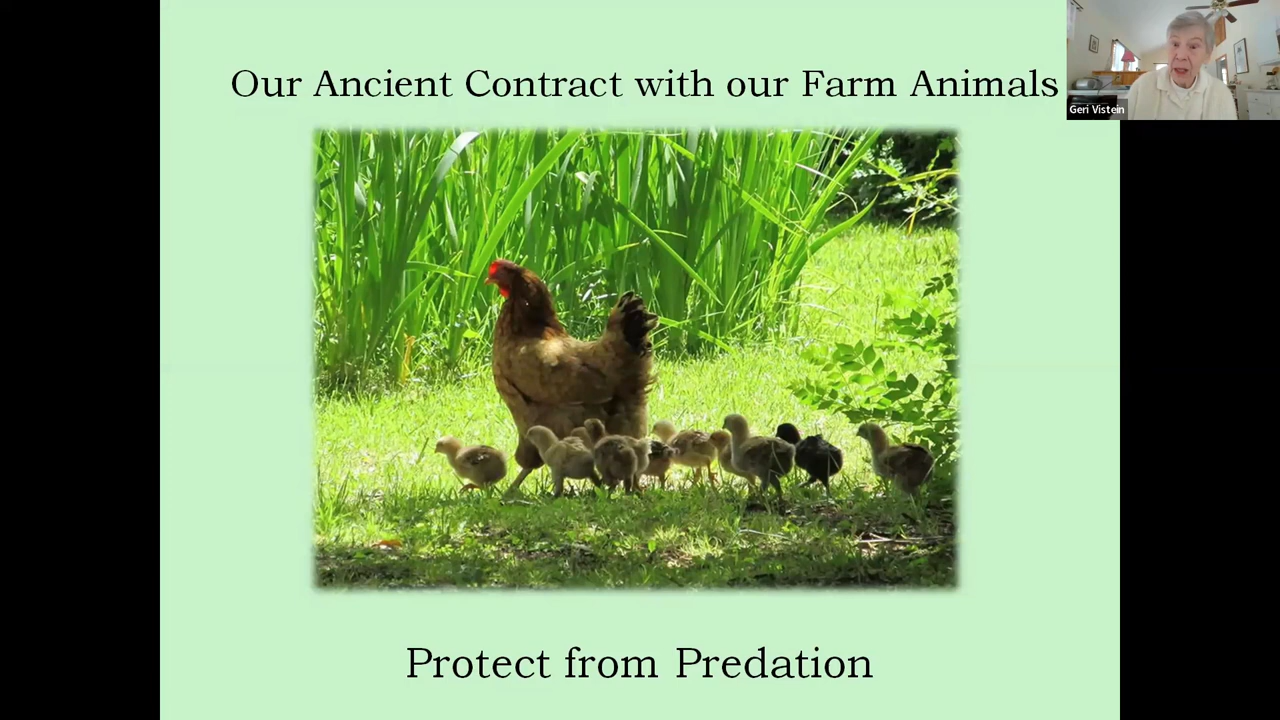 Our Ancient Contract with our Farm Animals
Geri Vistein
Protect from Predation